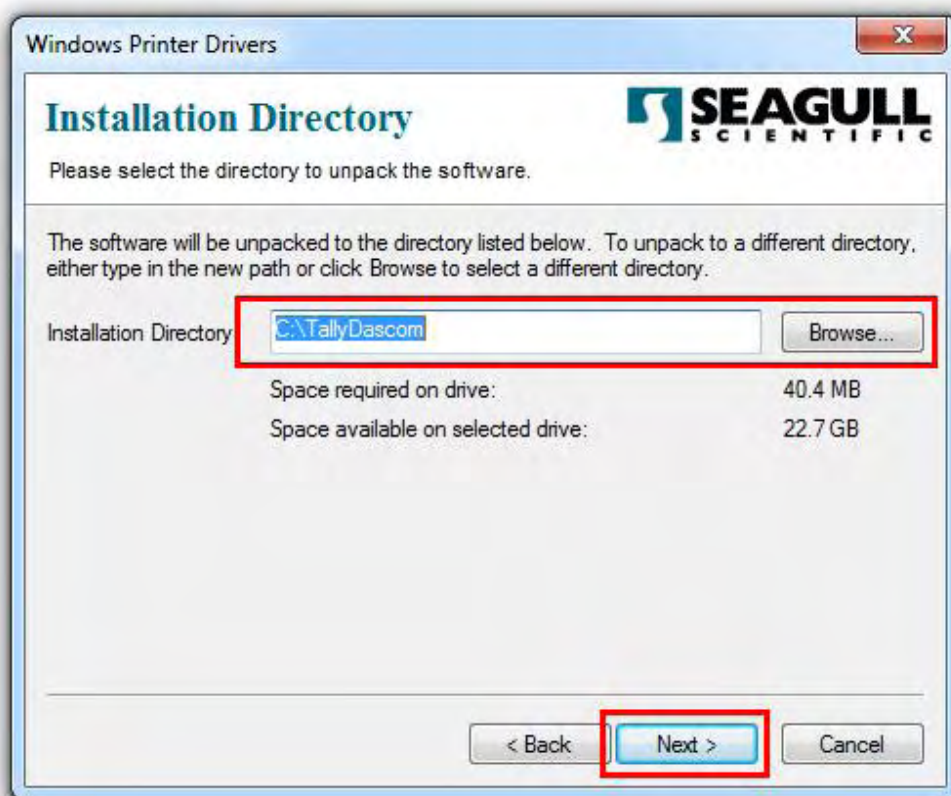 Windows Printer Drivers
Installation Directory
SEAGULL
SCIENTIFIC
Please select the directory to unpack the software.
The software will be unpacked to the directory listed below. To unpack to a different directory,
either type in the new path or click Browse to select a different directory.
Installation Directory
C:\TallyDascom
Browse...
Space required on drive: 40.4 MB
Space available on selected drive: 22.7 GB
< Back Next > Cancel